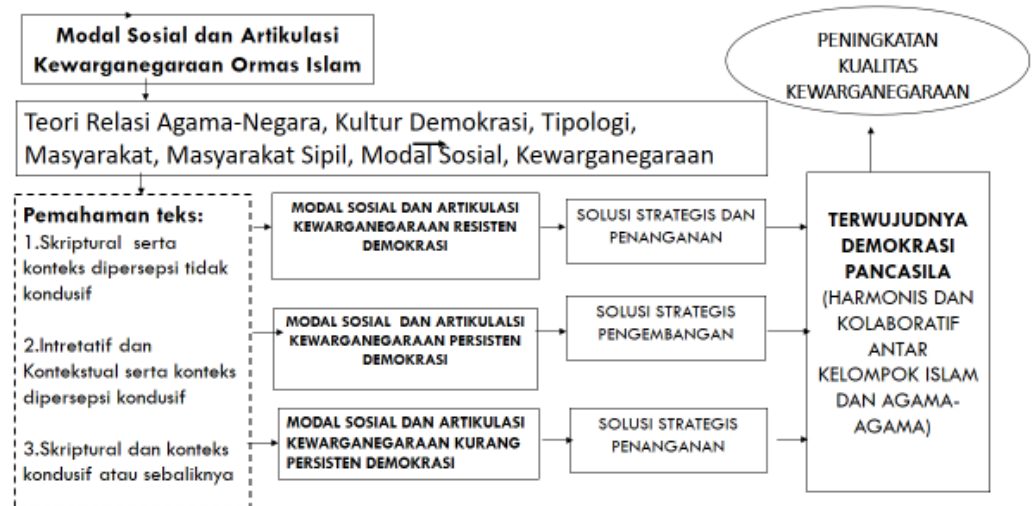 Modal Sosial dan Artikulasi
Kewarganegaraan Ormas Islam
PENINGKATAN
KUALITAS
KEWARGANEGARAAN
Teori Relasi Agama-Negara, Kultur Demokrasi, Tipologi,
Masyarakat, Masyarakat Sipil, Modal Sosial, Kewarganegaraan
Pemahaman teks:
1.Skriptural serta
konteks dipersepsi tidak
kondusif
2.Intretatif dan
Kontekstual serta konteks
dipersepsi kondusif
3.Skriptural dan konteks
kondusif atau sebaliknya
MODAL SOSIAL DAN ARTIKULASI
KEWARGANEGARAAN RESISTEN
DEMOKRASI
SOLUSI STRATEGIS DAN
PENANGANAN
MODAL SOSIAL DAN ARTIKULALSI
KEWARGANEGARAAN PERSISTEN
DEMOKRASI
SOLUSI STRATEGIS
PENGEMBANGAN
MODAL SOSIAL DAN ARTIKULASI
KEWARGANEGARAAN KURANG
PERSISTEN DEMOKRASI
SOLUSI STRATEGIS
PENANGANAN
TERWUJUDNYA
DEMOKRASI
PANCASILA
(HARMONIS DAN
KOLABORATIF
ANTAR
KELOMPOK ISLAM
DAN AGAMA-
AGAMA)